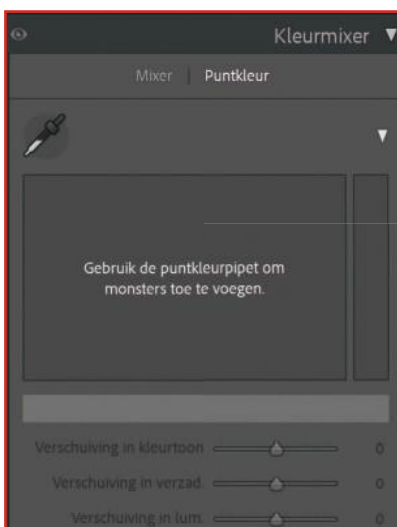 Kleurmixer
Mixer | Puntkleur
Gebruik de puntkleurpipet om
monsters toe te voegen.
Verschuiving in kleurtoon 0
Verschuiving in verzad. 0
Verschuiving in lum. 0